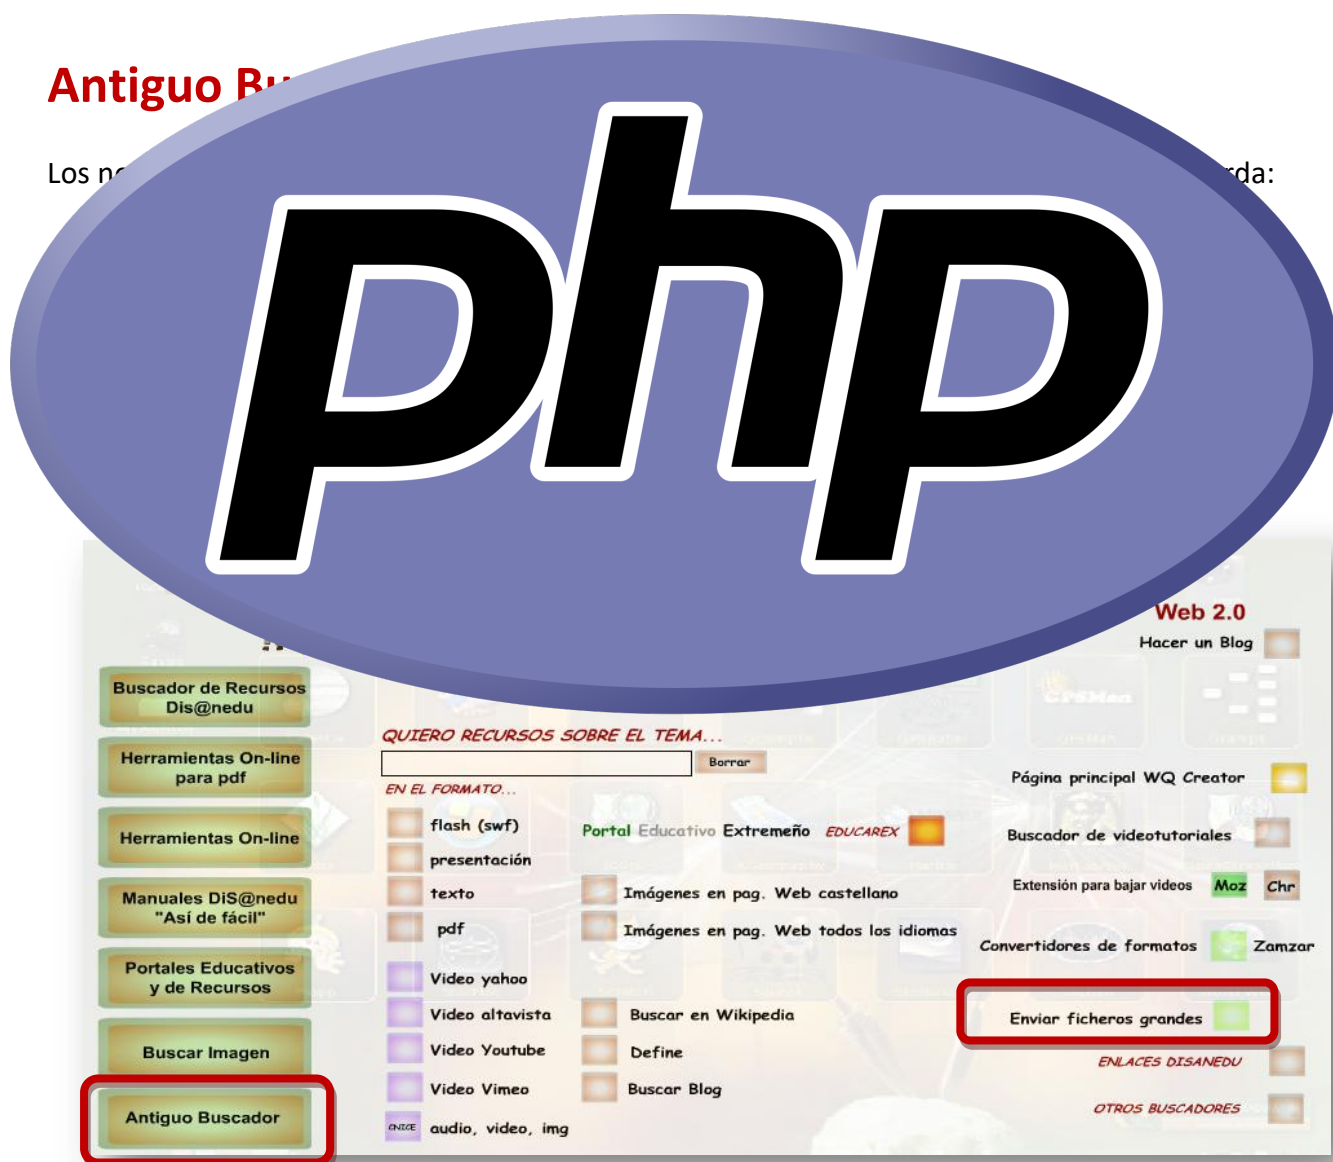 Antiguo
Los
php
Web 2.0
Hacer un Blog
Buscador de Recursos
Dis@nedu
Herramientas On-line
para pdf
Herramientas On-line
Manuales DiS@nedu
"Así de fácil"
Portales Educativos
y de Recursos
Buscar Imagen
Antiguo Buscador
QUIERO RECURSOS SOBRE EL TEMA...
Borrar
EN EL FORMATO...
flash (swf)
presentación
texto
pdf
Video yahoo
Video altavista
Video Youtube
Video Vimeo
CNICE audio, video, img
Portal Educativo Extremeño EDUCAREX
Imágenes en pag. Web castellano
Imágenes en pag. Web todos los idiomas
Buscar en Wikipedia
Define
Buscar Blog
Página principal WQ Creator
Buscador de videotutoriales
Extensión para bajar videos Moz Chr
Convertidores de formatos Zamzar
Enviar ficheros grandes
ENLACES DISANEDU
OTROS BUSCADORES